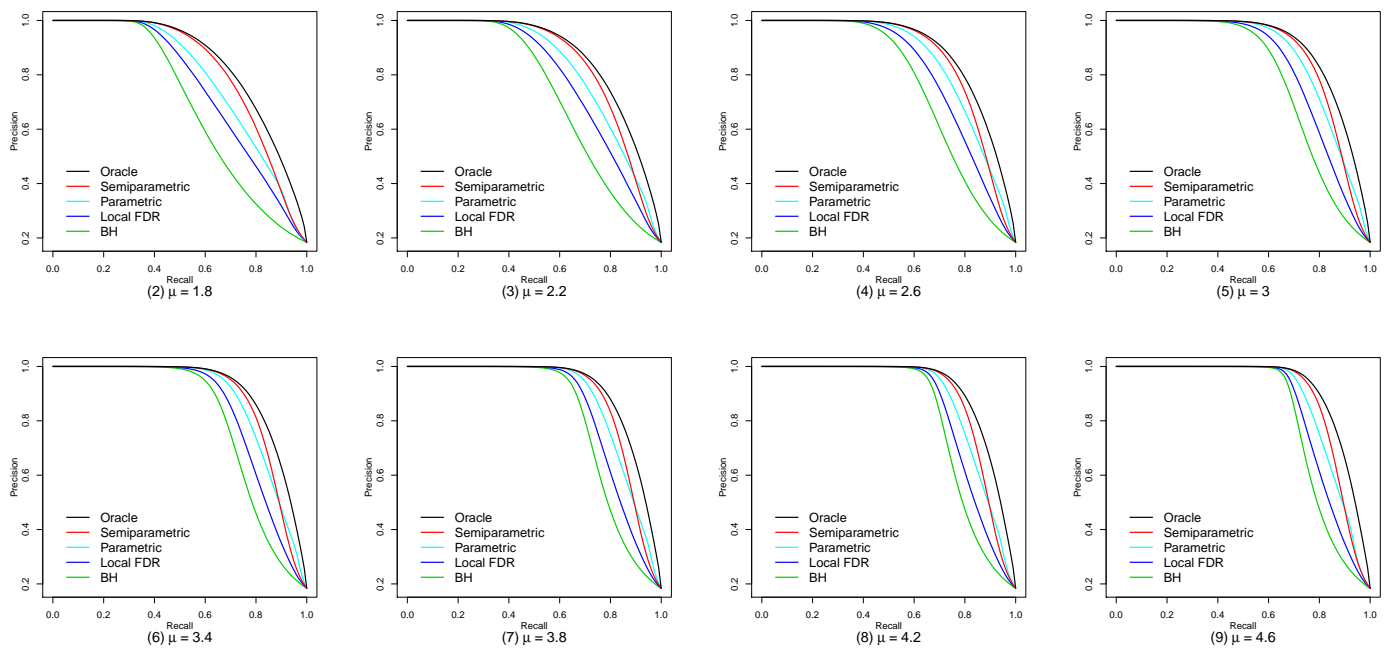 Precision
0.2 0.4 0.6 0.8 1.0
Oracle
Semiparametric
Parametric
Local FDR
BH
0.0 0.2 0.4 0.6 0.8 1.0
Recall
(2) μ = 1.8
Precision
0.2 0.4 0.6 0.8 1.0
Oracle
Semiparametric
Parametric
Local FDR
BH
0.0 0.2 0.4 0.6 0.8 1.0
Recall
(3) μ = 2.2
Precision
0.2 0.4 0.6 0.8 1.0
Oracle
Semiparametric
Parametric
Local FDR
BH
0.0 0.2 0.4 0.6 0.8 1.0
Recall
(4) μ = 2.6
Precision
0.2 0.4 0.6 0.8 1.0
Oracle
Semiparametric
Parametric
Local FDR
BH
0.0 0.2 0.4 0.6 0.8 1.0
Recall
(5) μ = 3
Precision
0.2 0.4 0.6 0.8 1.0
Oracle
Semiparametric
Parametric
Local FDR
BH
0.0 0.2 0.4 0.6 0.8 1.0
Recall
(6) μ = 3.4
Precision
0.2 0.4 0.6 0.8 1.0
Oracle
Semiparametric
Parametric
Local FDR
BH
0.0 0.2 0.4 0.6 0.8 1.0
Recall
(7) μ = 3.8
Precision
0.2 0.4 0.6 0.8 1.0
Oracle
Semiparametric
Parametric
Local FDR
BH
0.0 0.2 0.4 0.6 0.8 1.0
Recall
(8) μ = 4.2
Precision
0.2 0.4 0.6 0.8 1.0
Oracle
Semiparametric
Parametric
Local FDR
BH
0.0 0.2 0.4 0.6 0.8 1.0
Recall
(9) μ = 4.6